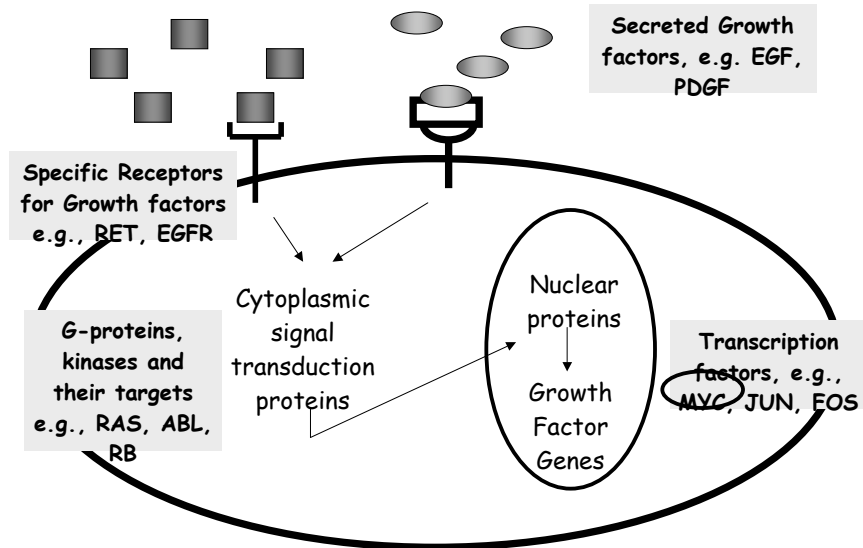 Secreted Growth
factors, e.g. EGF,
PDGF
Specific Receptors
for Growth factors
e.g., RET, EGFR
Cytoplasmic
signal
transduction
proteins
Nuclear
proteins
Growth
Factor
Genes
G-proteins,
kinases and
their targets
e.g., RAS, ABL,
RB
Transcription
factors, e.g.,
MYC, JUN, FOS